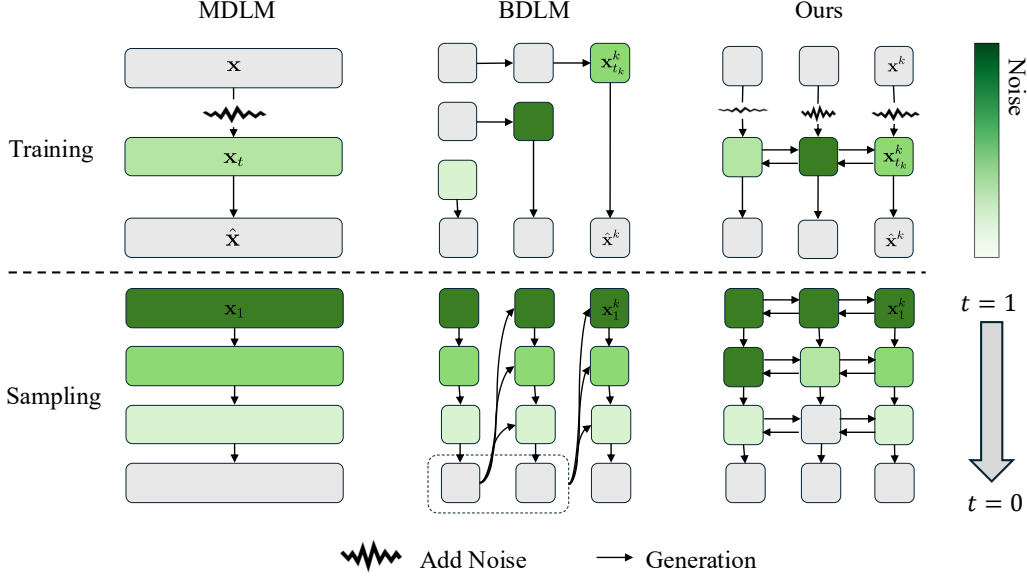 MDLM BDLM Ours
Training
x
x_t
x̂
x^k_{t_k}
x̂^k
x^k
x^k_{t_k}
x̂^k
Noise
Sampling
x_1
x^k_1
x^k_1
t = 1
t = 0
Add Noise
Generation